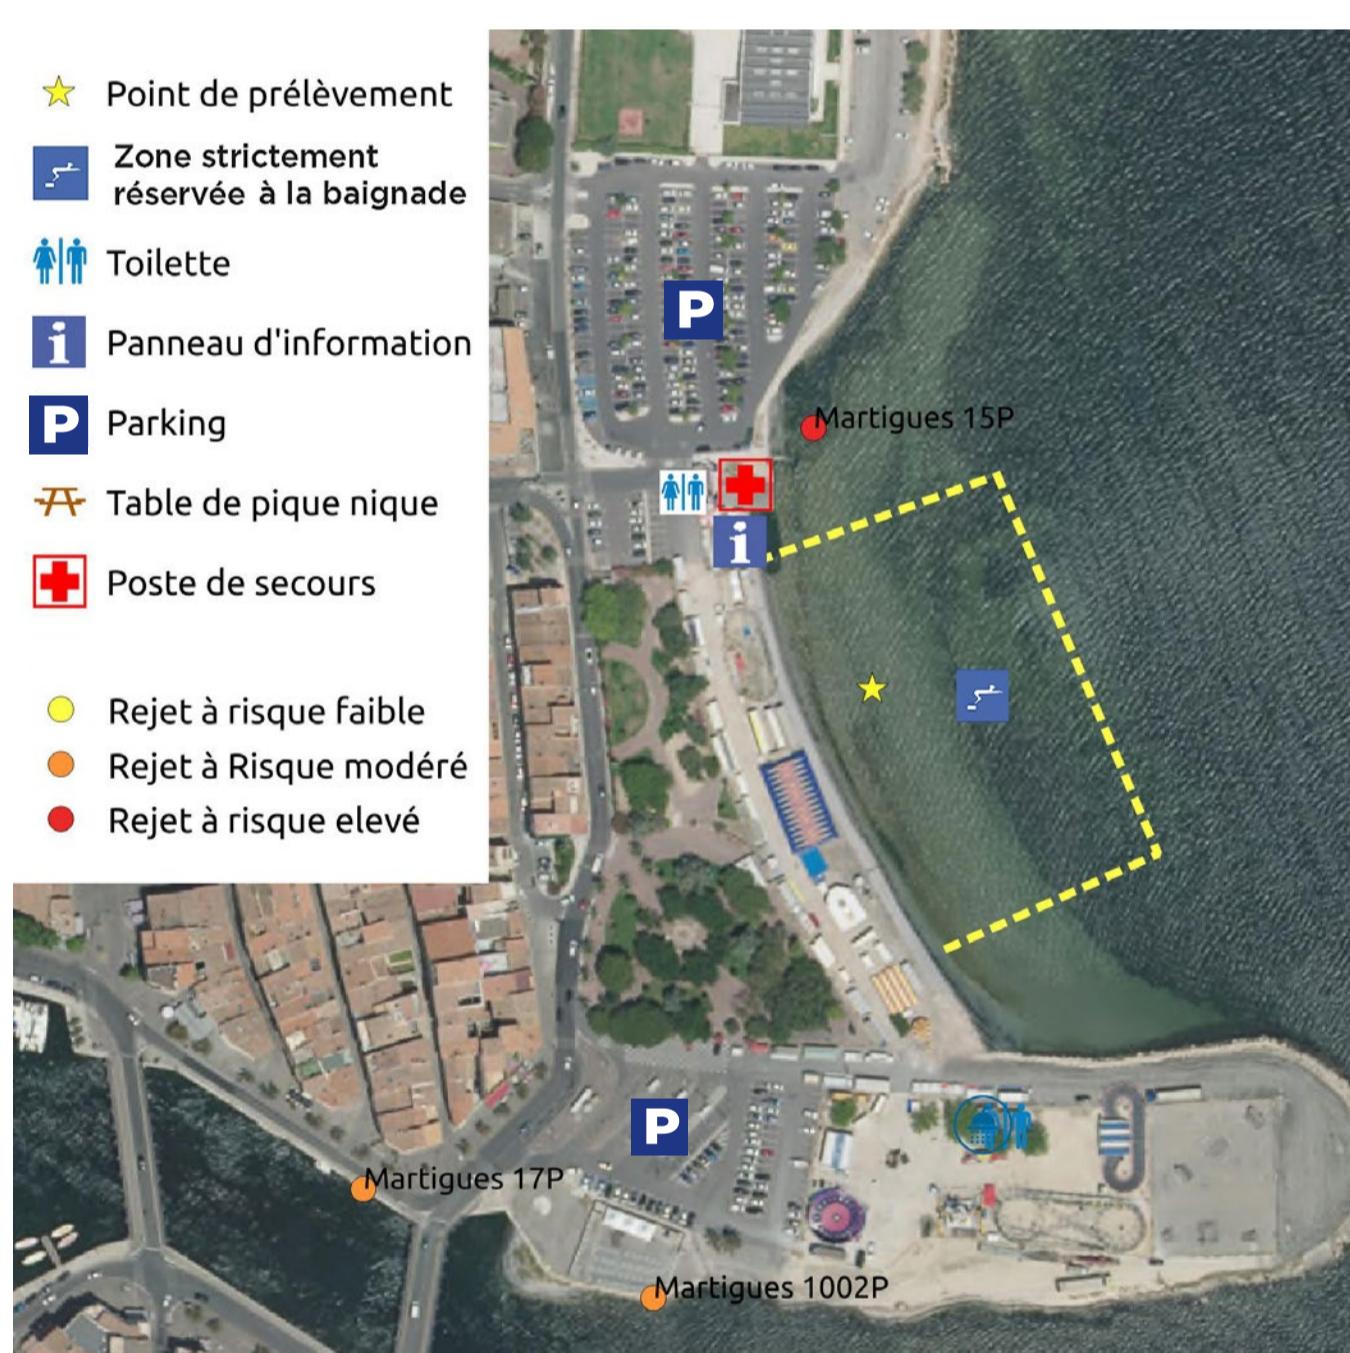 Point de prélèvement
Zone strictement
réservée à la baignade
Toilette
i
Panneau d'information
P
Parking
Table de pique nique
Poste de secours
Rejet à risque faible
Rejet à Risque modéré
Rejet à risque elevé
P
Martigues 15P
i
P
Martigues 17P
Martigues 1002P